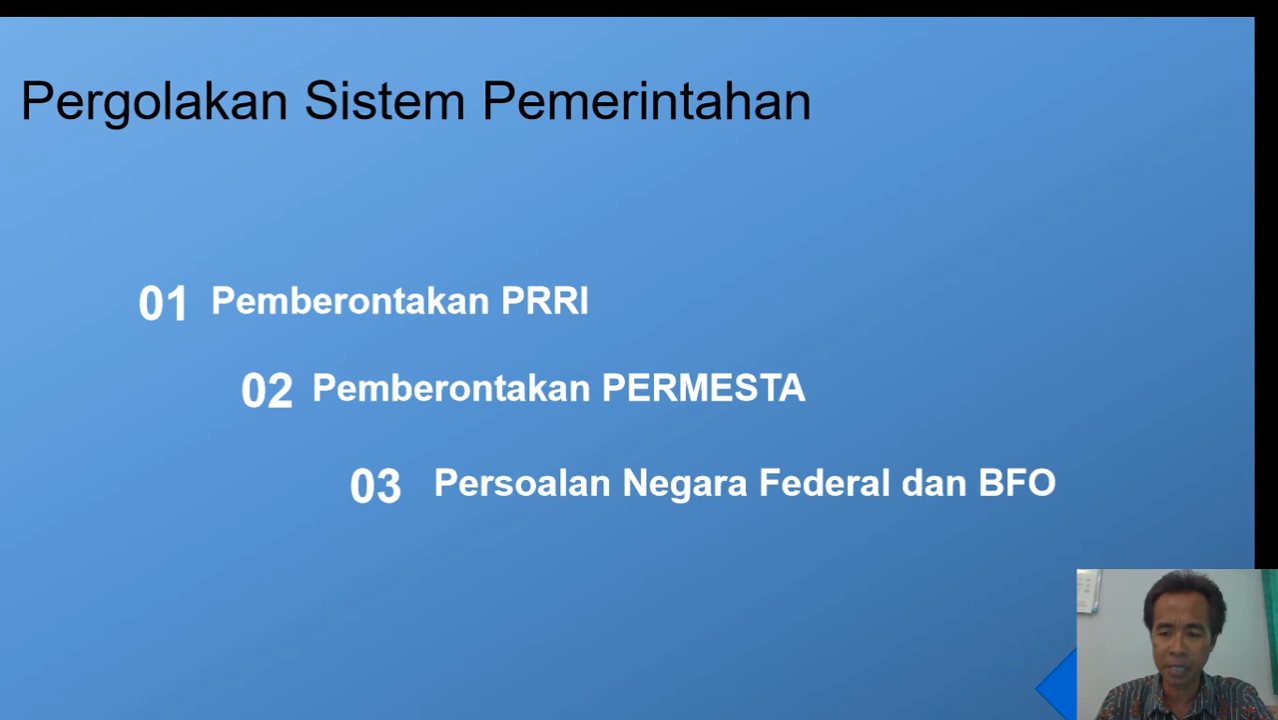 Pergolakan Sistem Pemerintahan
01 Pemberontakan PRRI
02 Pemberontakan PERMESTA
03 Persoalan Negara Federal dan BFO